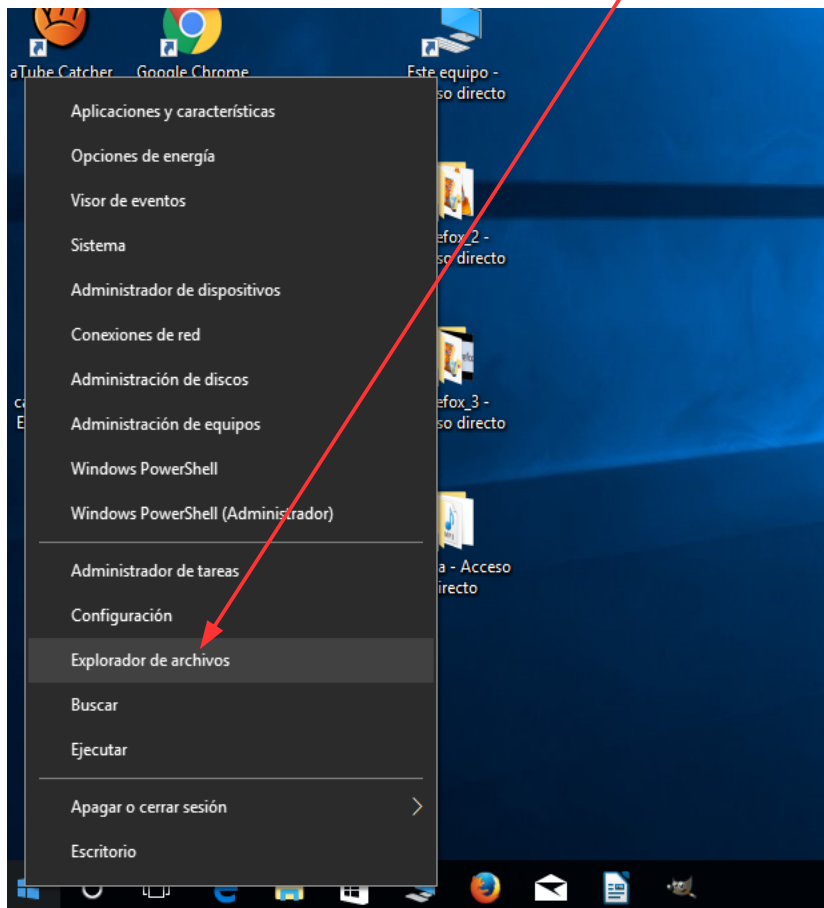 aTube Catcher
Google Chrome
Este equipo -
so directo
Aplicaciones y características
Opciones de energía
Visor de eventos
Sistema
efox_2 -
so directo
Administrador de dispositivos
Conexiones de red
Administración de discos
efox_3 -
so directo
Administración de equipos
Windows PowerShell
Windows PowerShell (Administrador)
Administrador de tareas
a - Acceso
irecto
Configuración
Explorador de archivos
Buscar
Ejecutar
Apagar o cerrar sesión
Escritorio